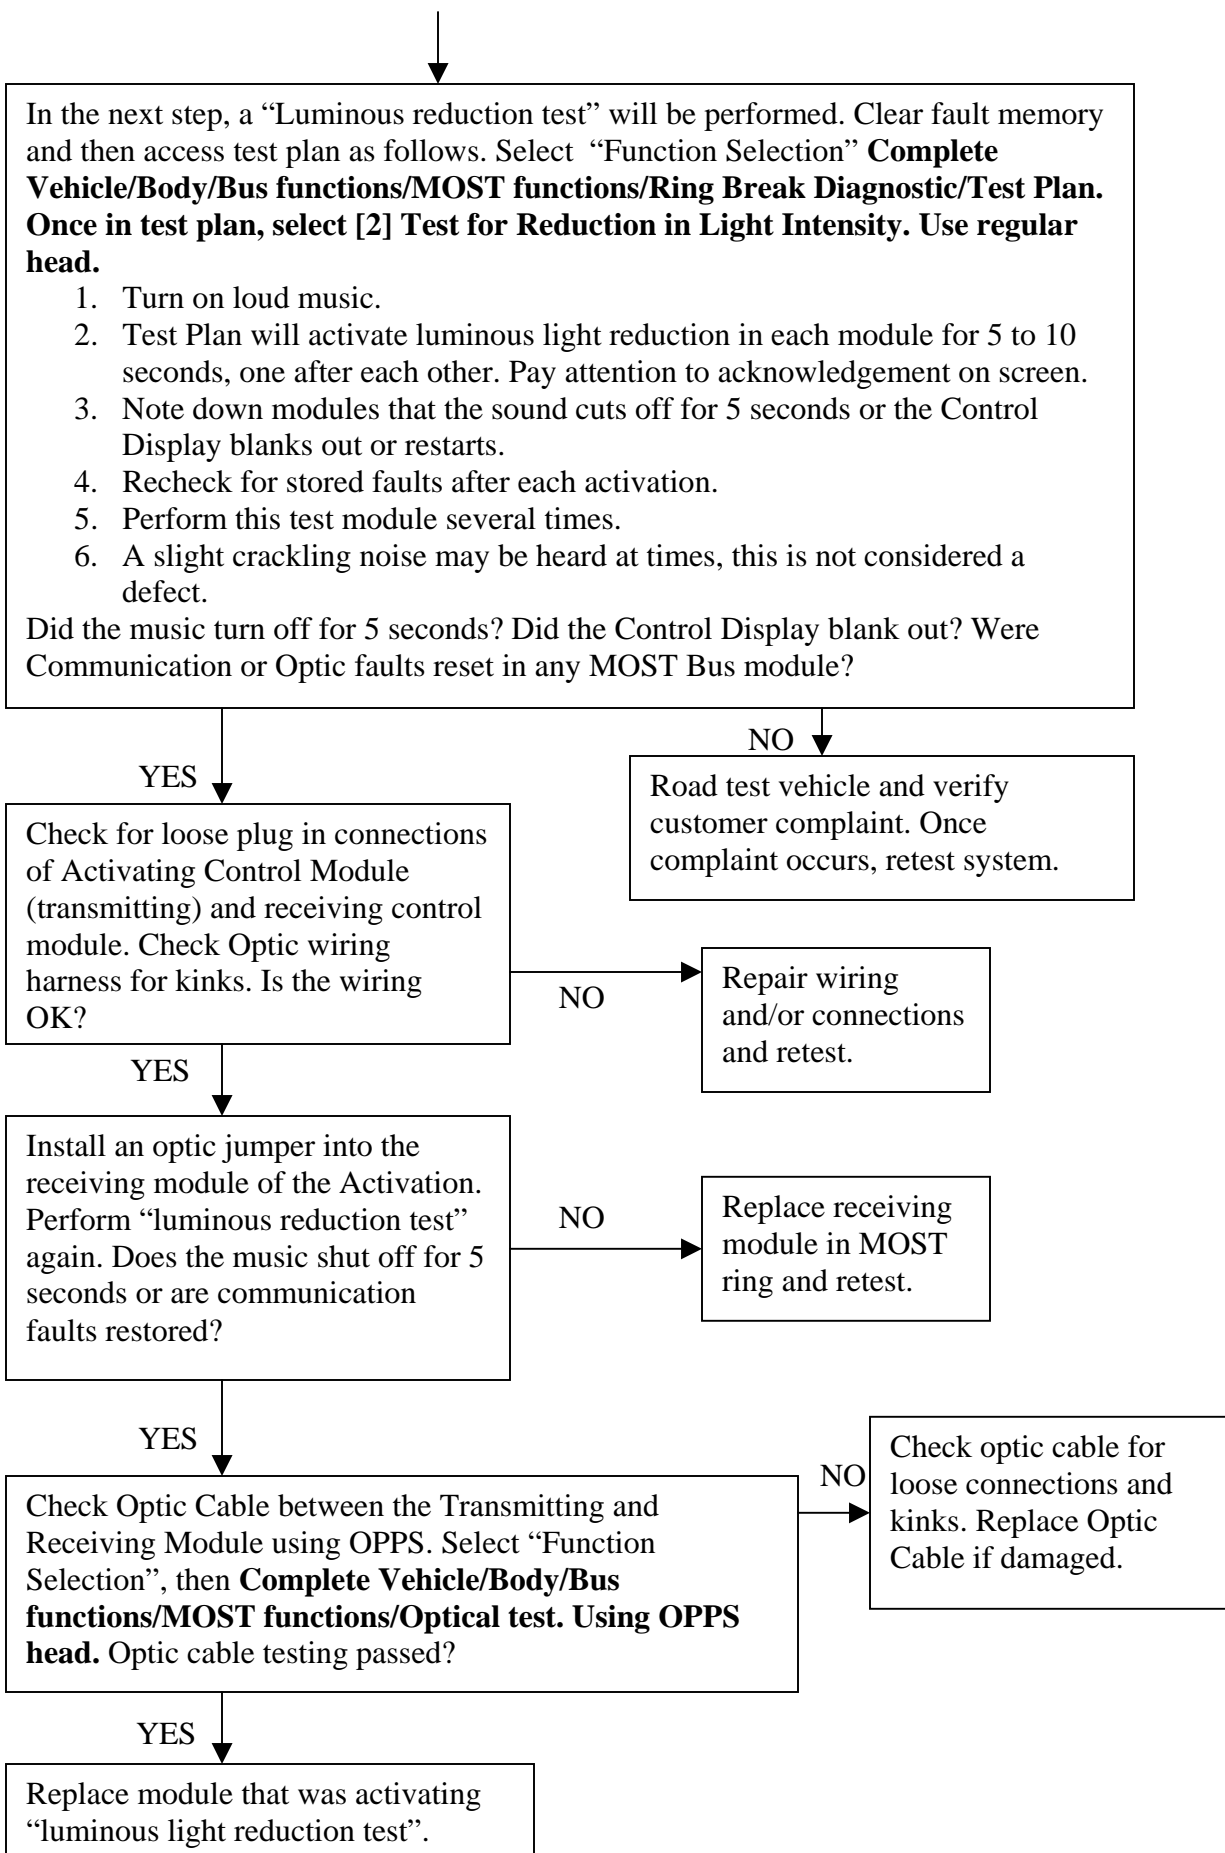 In the next step, a “Luminous reduction test” will be performed. Clear fault memory
and then access test plan as follows. Select  “Function Selection” Complete
Vehicle/Body/Bus functions/MOST functions/Ring Break Diagnostic/Test Plan.
Once in test plan, select [2] Test for Reduction in Light Intensity. Use regular
head.
1. Turn on loud music.
2. Test Plan will activate luminous light reduction in each module for 5 to 10
seconds, one after each other. Pay attention to acknowledgement on screen.
3. Note down modules that the sound cuts off for 5 seconds or the Control
Display blanks out or restarts.
4. Recheck for stored faults after each activation.
5. Perform this test module several times.
6. A slight crackling noise may be heard at times, this is not considered a
defect.
Did the music turn off for 5 seconds? Did the Control Display blank out? Were
Communication or Optic faults reset in any MOST Bus module?
NO
YES
Road test vehicle and verify
customer complaint. Once
complaint occurs, retest system.
Check for loose plug in connections
of Activating Control Module
(transmitting) and receiving control
module. Check Optic wiring
harness for kinks. Is the wiring
OK?
NO
Repair wiring
and/or connections
and retest.
YES
Install an optic jumper into the
receiving module of the Activation.
Perform “luminous reduction test”
again. Does the music shut off for 5
seconds or are communication
faults restored?
NO
Replace receiving
module in MOST
ring and retest.
YES
Check Optic Cable between the Transmitting and
Receiving Module using OPPS. Select “Function
Selection”, then Complete Vehicle/Body/Bus
functions/MOST functions/Optical test. Using OPPS
head. Optic cable testing passed?
NO
Check optic cable for
loose connections and
kinks. Replace Optic
Cable if damaged.
YES
Replace module that was activating
“luminous light reduction test”.